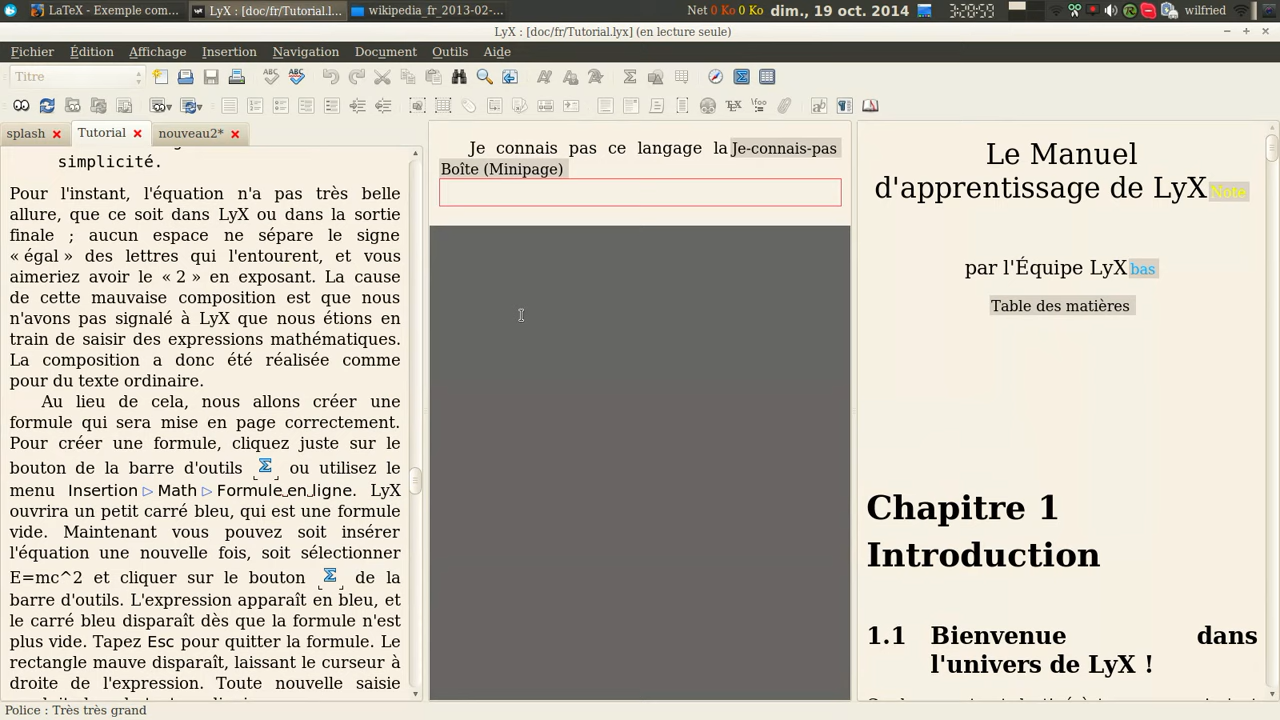 LaTeX - Exemple com...
LyX : [doc/fr/Tutorial.l...
wikipedia_fr_2013-02-...
Net 0 Ko 0 Ko
dim., 19 oct. 2014
wilfried
LyX : [doc/fr/Tutorial.lyx] (en lecture seule)
Fichier Édition Affichage Insertion Navigation Document Outils Aide
Titre
splash Tutorial nouveau2*
simplicité.
Pour l'instant, l'équation n'a pas très belle
allure, que ce soit dans LyX ou dans la sortie
finale ; aucun espace ne sépare le signe
« égal » des lettres qui l'entourent, et vous
aimeriez avoir le « 2 » en exposant. La cause
de cette mauvaise composition est que nous
n'avons pas signalé à LyX que nous étions en
train de saisir des expressions mathématiques.
La composition a donc été réalisée comme
pour du texte ordinaire.
Au lieu de cela, nous allons créer une
formule qui sera mise en page correctement.
Pour créer une formule, cliquez juste sur le
bouton de la barre d'outils Σ ou utilisez le
menu Insertion ▷ Math ▷ Formule en ligne. LyX
ouvrira un petit carré bleu, qui est une formule
vide. Maintenant vous pouvez soit insérer
l'équation une nouvelle fois, soit sélectionner
E=mc^2 et cliquer sur le bouton Σ de la
barre d'outils. L'expression apparaît en bleu, et
le carré bleu disparaît dès que la formule n'est
plus vide. Tapez Esc pour quitter la formule. Le
rectangle mauve disparaît, laissant le curseur à
droite de l'expression. Toute nouvelle saisie
Je connais pas ce langage la Je-connais-pas
Boîte (Minipage)
Le Manuel
d'apprentissage de LyX Note
par l'Équipe LyX bas
Table des matières
Chapitre 1
Introduction
1.1 Bienvenue dans
l'univers de LyX !
Police : Très très grand